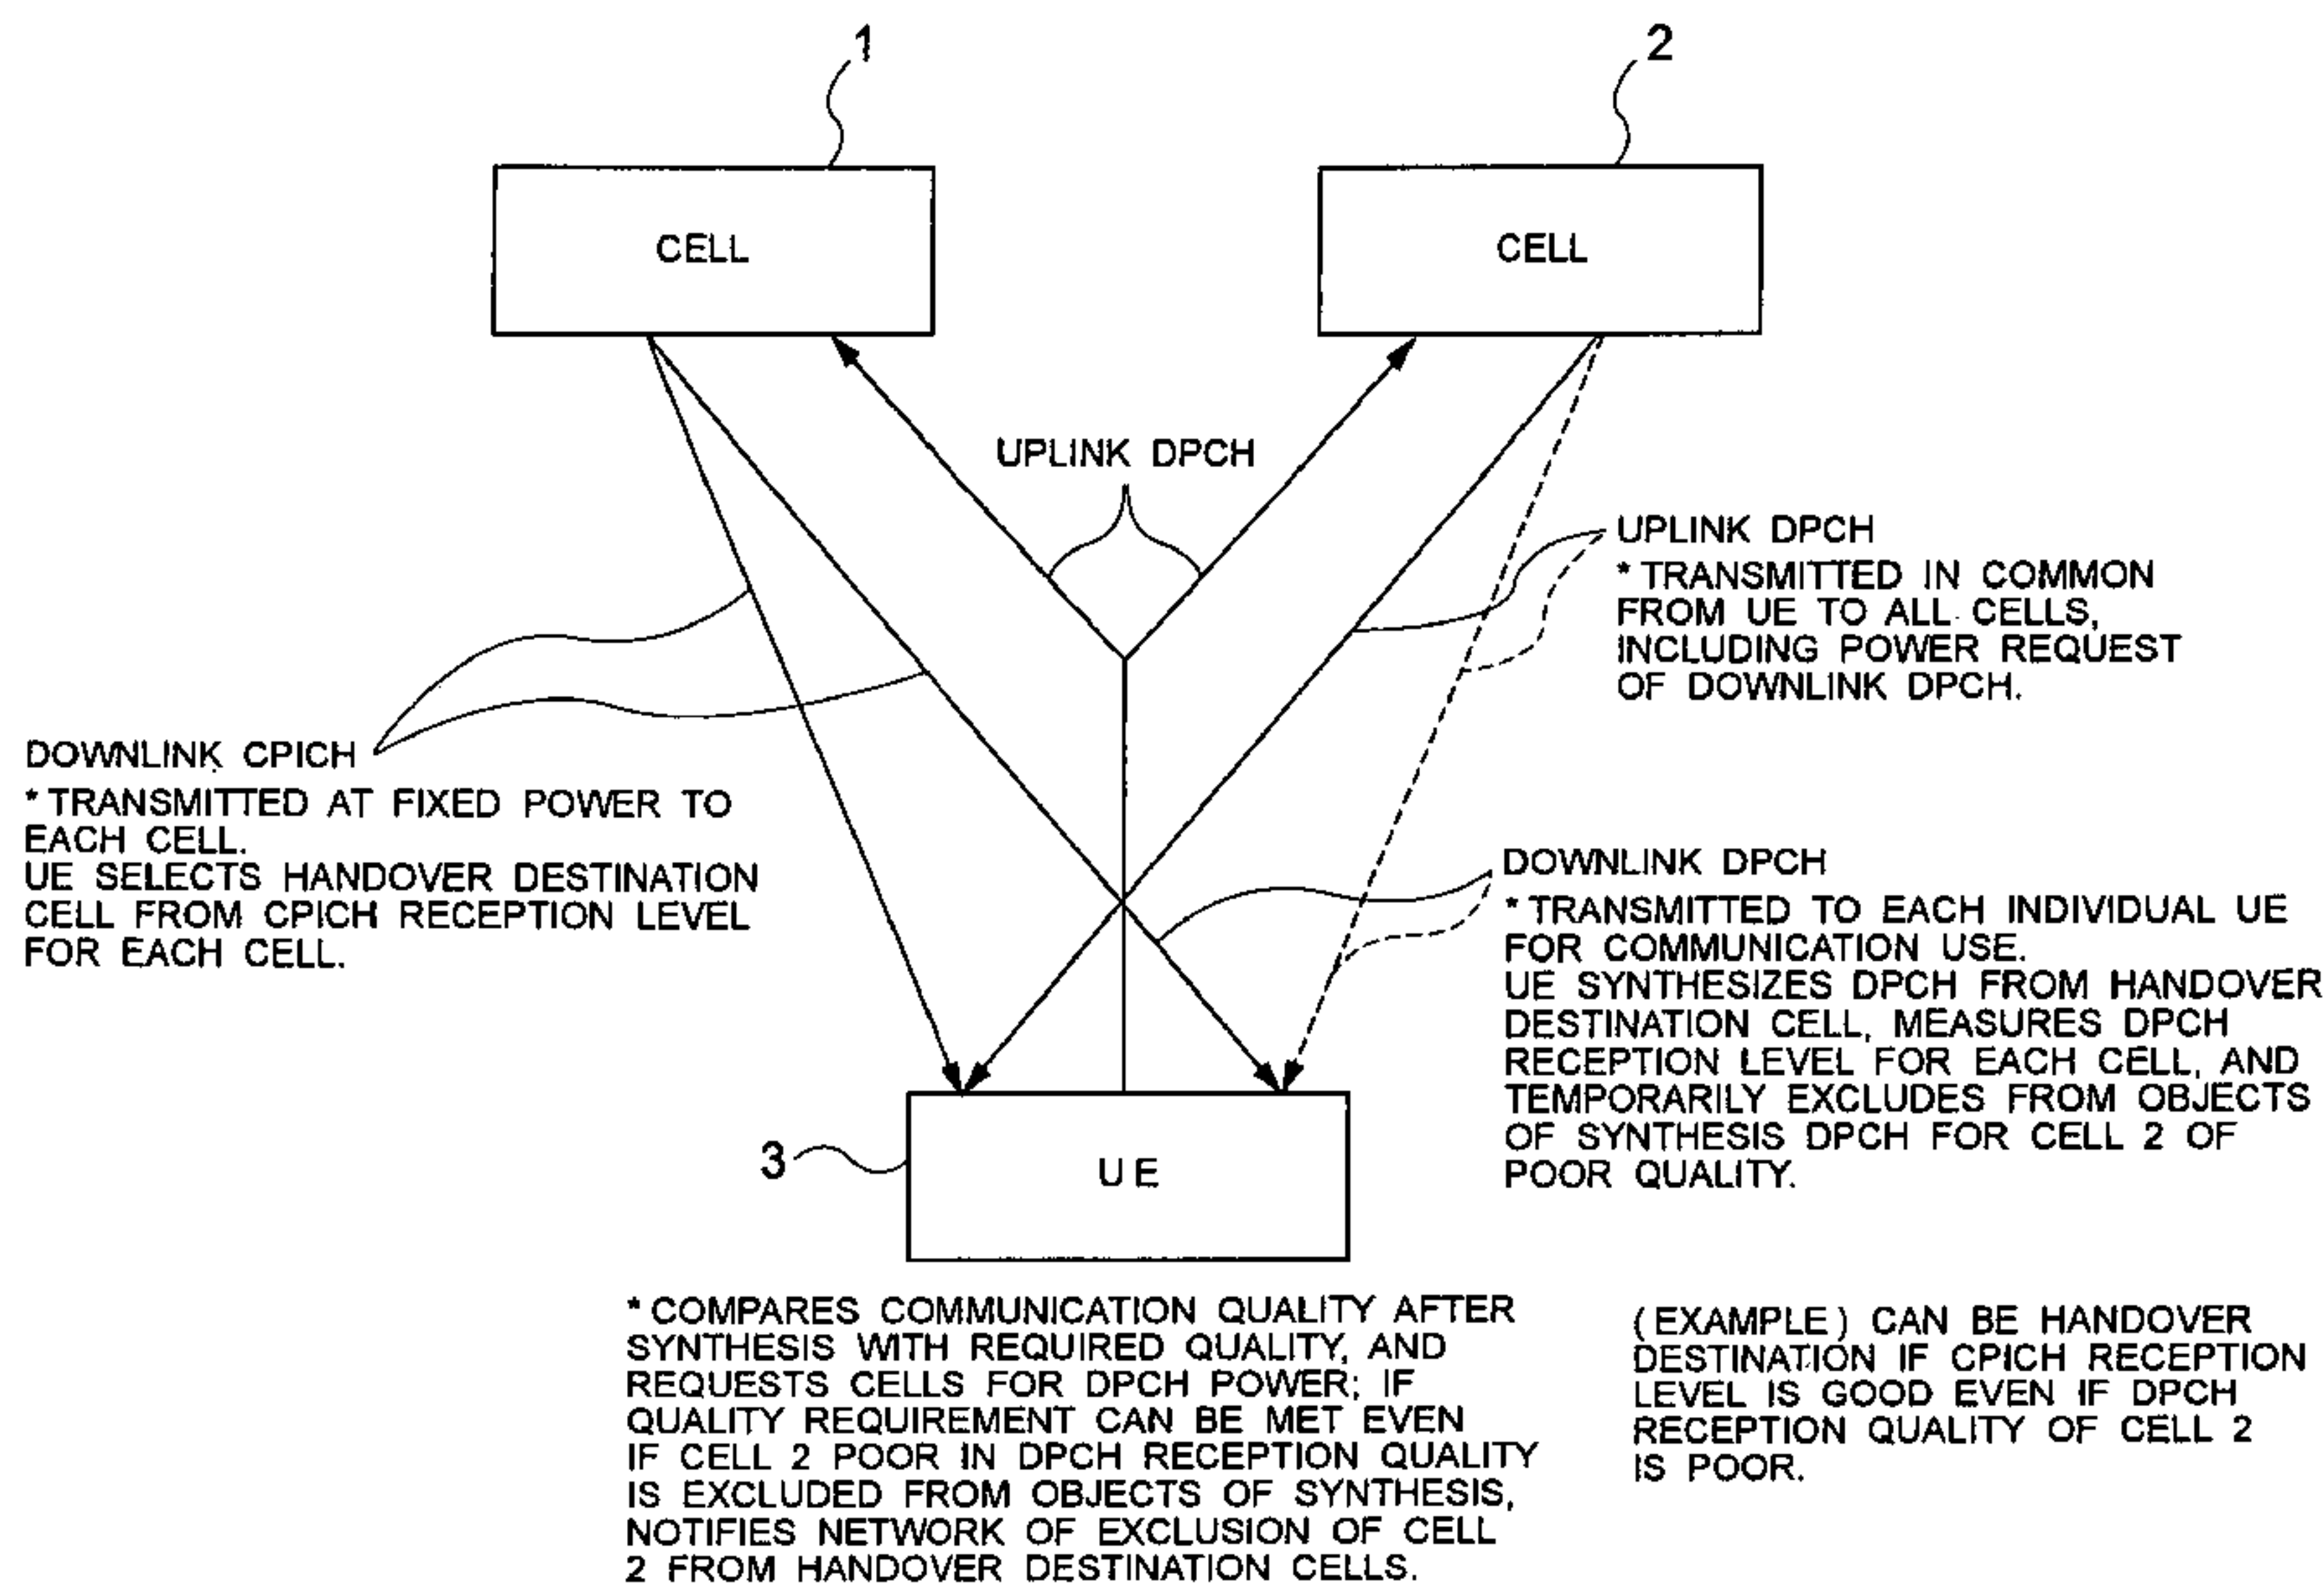 1
2
CELL
CELL
UPLINK DPCH
UPLINK DPCH
* TRANSMITTED IN COMMON
FROM UE TO ALL CELLS,
INCLUDING POWER REQUEST
OF DOWNLINK DPCH.
DOWNLINK CPICH
* TRANSMITTED AT FIXED POWER TO
EACH CELL.
UE SELECTS HANDOVER DESTINATION
CELL FROM CPICH RECEPTION LEVEL
FOR EACH CELL.
DOWNLINK DPCH
* TRANSMITTED TO EACH INDIVIDUAL UE
FOR COMMUNICATION USE.
UE SYNTHESIZES DPCH FROM HANDOVER
DESTINATION CELL, MEASURES DPCH
RECEPTION LEVEL FOR EACH CELL, AND
TEMPORARILY EXCLUDES FROM OBJECTS
OF SYNTHESIS DPCH FOR CELL 2 OF
POOR QUALITY.
3
UE
* COMPARES COMMUNICATION QUALITY AFTER
SYNTHESIS WITH REQUIRED QUALITY, AND
REQUESTS CELLS FOR DPCH POWER; IF
QUALITY REQUIREMENT CAN BE MET EVEN
IF CELL 2 POOR IN DPCH RECEPTION QUALITY
IS EXCLUDED FROM OBJECTS OF SYNTHESIS,
NOTIFIES NETWORK OF EXCLUSION OF CELL
2 FROM HANDOVER DESTINATION CELLS.
(EXAMPLE) CAN BE HANDOVER
DESTINATION IF CPICH RECEPTION
LEVEL IS GOOD EVEN IF DPCH
RECEPTION QUALITY OF CELL 2
IS POOR.